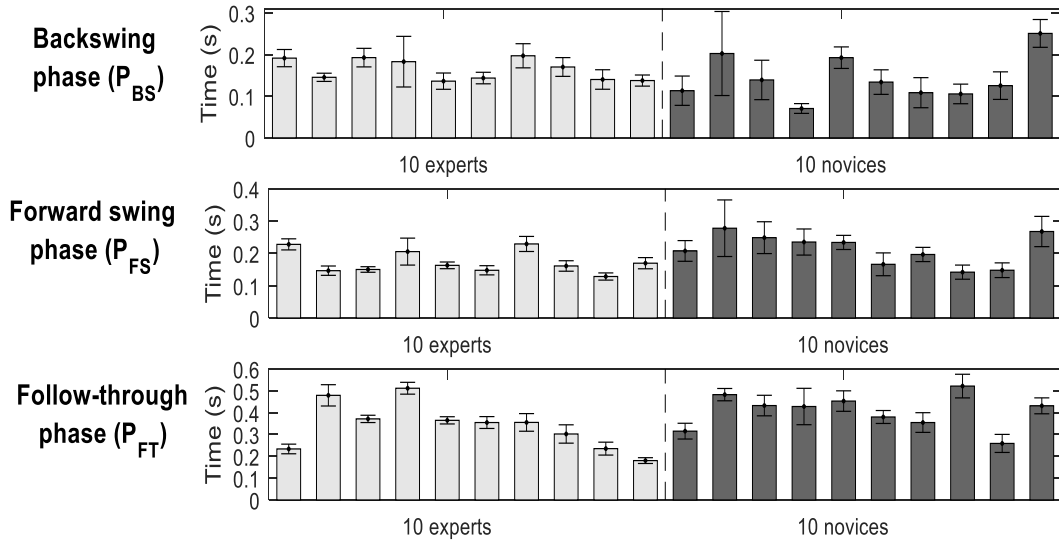 Backswing
phase (P_BS)
Time (s)
0.3
0.2
0.1
0
10 experts
10 novices
Forward swing
phase (P_FS)
Time (s)
0.4
0.3
0.2
0.1
0
10 experts
10 novices
Follow-through
phase (P_FT)
Time (s)
0.6
0.5
0.4
0.3
0.2
0.1
0
10 experts
10 novices